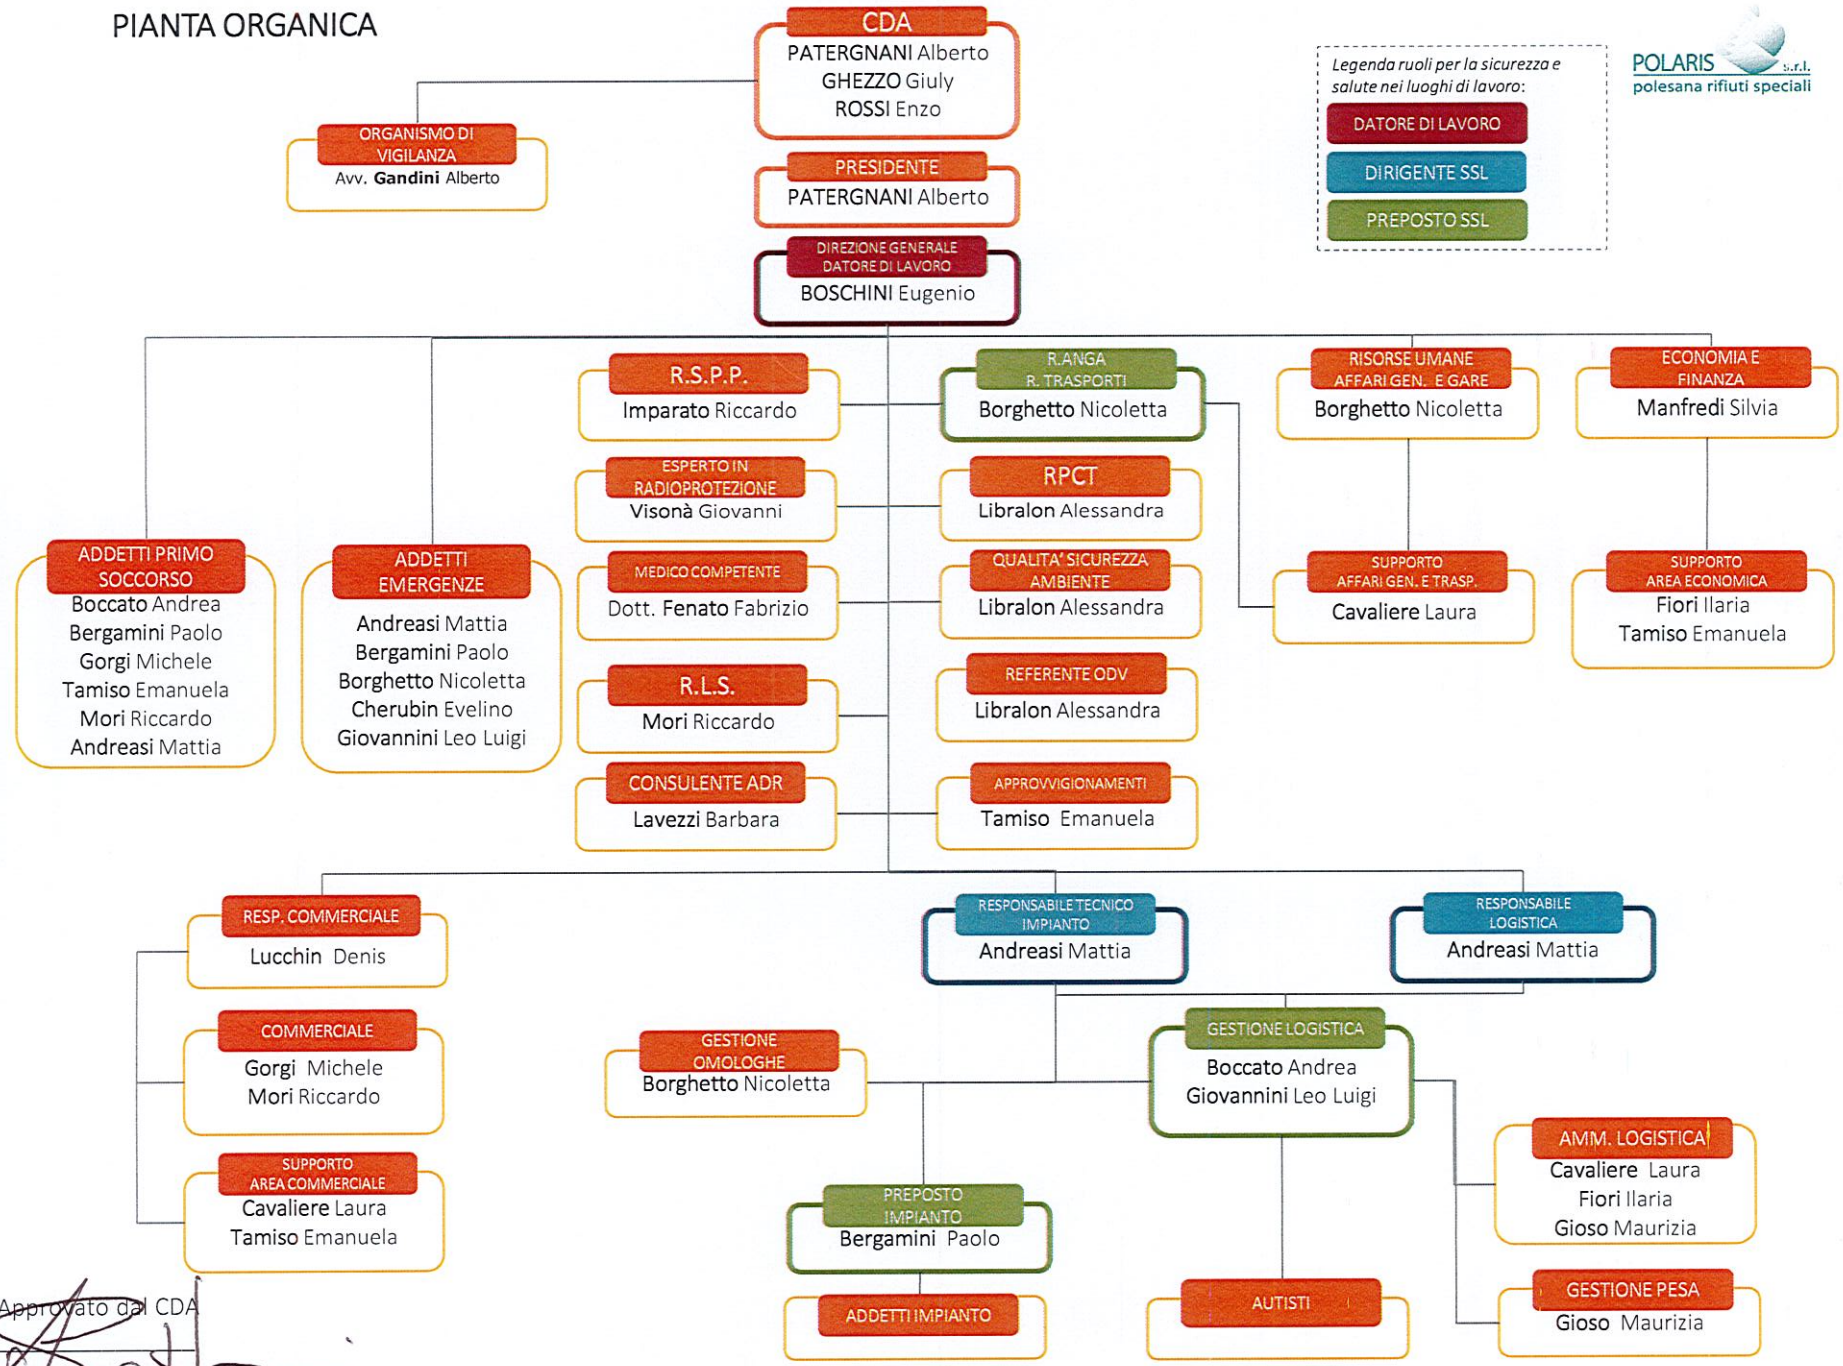 PIANTA ORGANICA
CDA
PATERGNANI Alberto
GHEZZO Giuly
ROSSI Enzo
Legenda ruoli per la sicurezza e
salute nei luoghi di lavoro:
DATORE DI LAVORO
DIRIGENTE SSL
PREPOSTO SSL
POLARIS s.r.l.
polesana rifiuti speciali
ORGANISMO DI
VIGILANZA
Avv. Gandini Alberto
PRESIDENTE
PATERGNANI Alberto
DIREZIONE GENERALE
DATORE DI LAVORO
BOSCHINI Eugenio
R.S.P.P.
Imparato Riccardo
R.ANGA
R. TRASPORTI
Borghetto Nicoletta
RISORSE UMANE
AFFARI GEN. E GARE
Borghetto Nicoletta
ECONOMIA E
FINANZA
Manfredi Silvia
ESPERTO IN
RADIOPROTEZIONE
Visonà Giovanni
RPCT
Libralon Alessandra
ADDETTI PRIMO
SOCCORSO
Boccato Andrea
Bergamini Paolo
Gorgi Michele
Tamiso Emanuela
Mori Riccardo
Andreasi Mattia
ADDETTI
EMERGENZE
Andreasi Mattia
Bergamini Paolo
Borghetto Nicoletta
Cherubin Evelino
Giovannini Leo Luigi
MEDICO COMPETENTE
Dott. Fenato Fabrizio
QUALITA' SICUREZZA
AMBIENTE
Libralon Alessandra
SUPPORTO
AFFARI GEN. E TRASP.
Cavaliere Laura
SUPPORTO
AREA ECONOMICA
Fiori Ilaria
Tamiso Emanuela
R.L.S.
Mori Riccardo
REFERENTE ODV
Libralon Alessandra
CONSULENTE ADR
Lavezzi Barbara
APPROVVIGIONAMENTI
Tamiso Emanuela
RESP. COMMERCIALE
Lucchin Denis
RESPONSABILE TECNICO
IMPIANTO
Andreasi Mattia
RESPONSABILE
LOGISTICA
Andreasi Mattia
COMMERCIALE
Gorgi Michele
Mori Riccardo
GESTIONE
OMOLOGHE
Borghetto Nicoletta
GESTIONE LOGISTICA
Boccato Andrea
Giovannini Leo Luigi
SUPPORTO
AREA COMMERCIALE
Cavaliere Laura
Tamiso Emanuela
PREPOSTO
IMPIANTO
Bergamini Paolo
AMM. LOGISTICA
Cavaliere Laura
Fiori Ilaria
Gioso Maurizia
ADDETTI IMPIANTO
AUTISTI
GESTIONE PESA
Gioso Maurizia
Approvato dal CDA